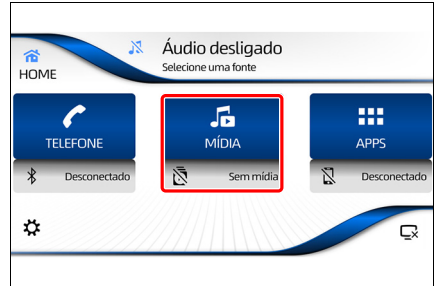 Áudio desligado
Selecione uma fonte
HOME
TELEFONE
MÍDIA
APPS
Desconectado
Sem mídia
Desconectado